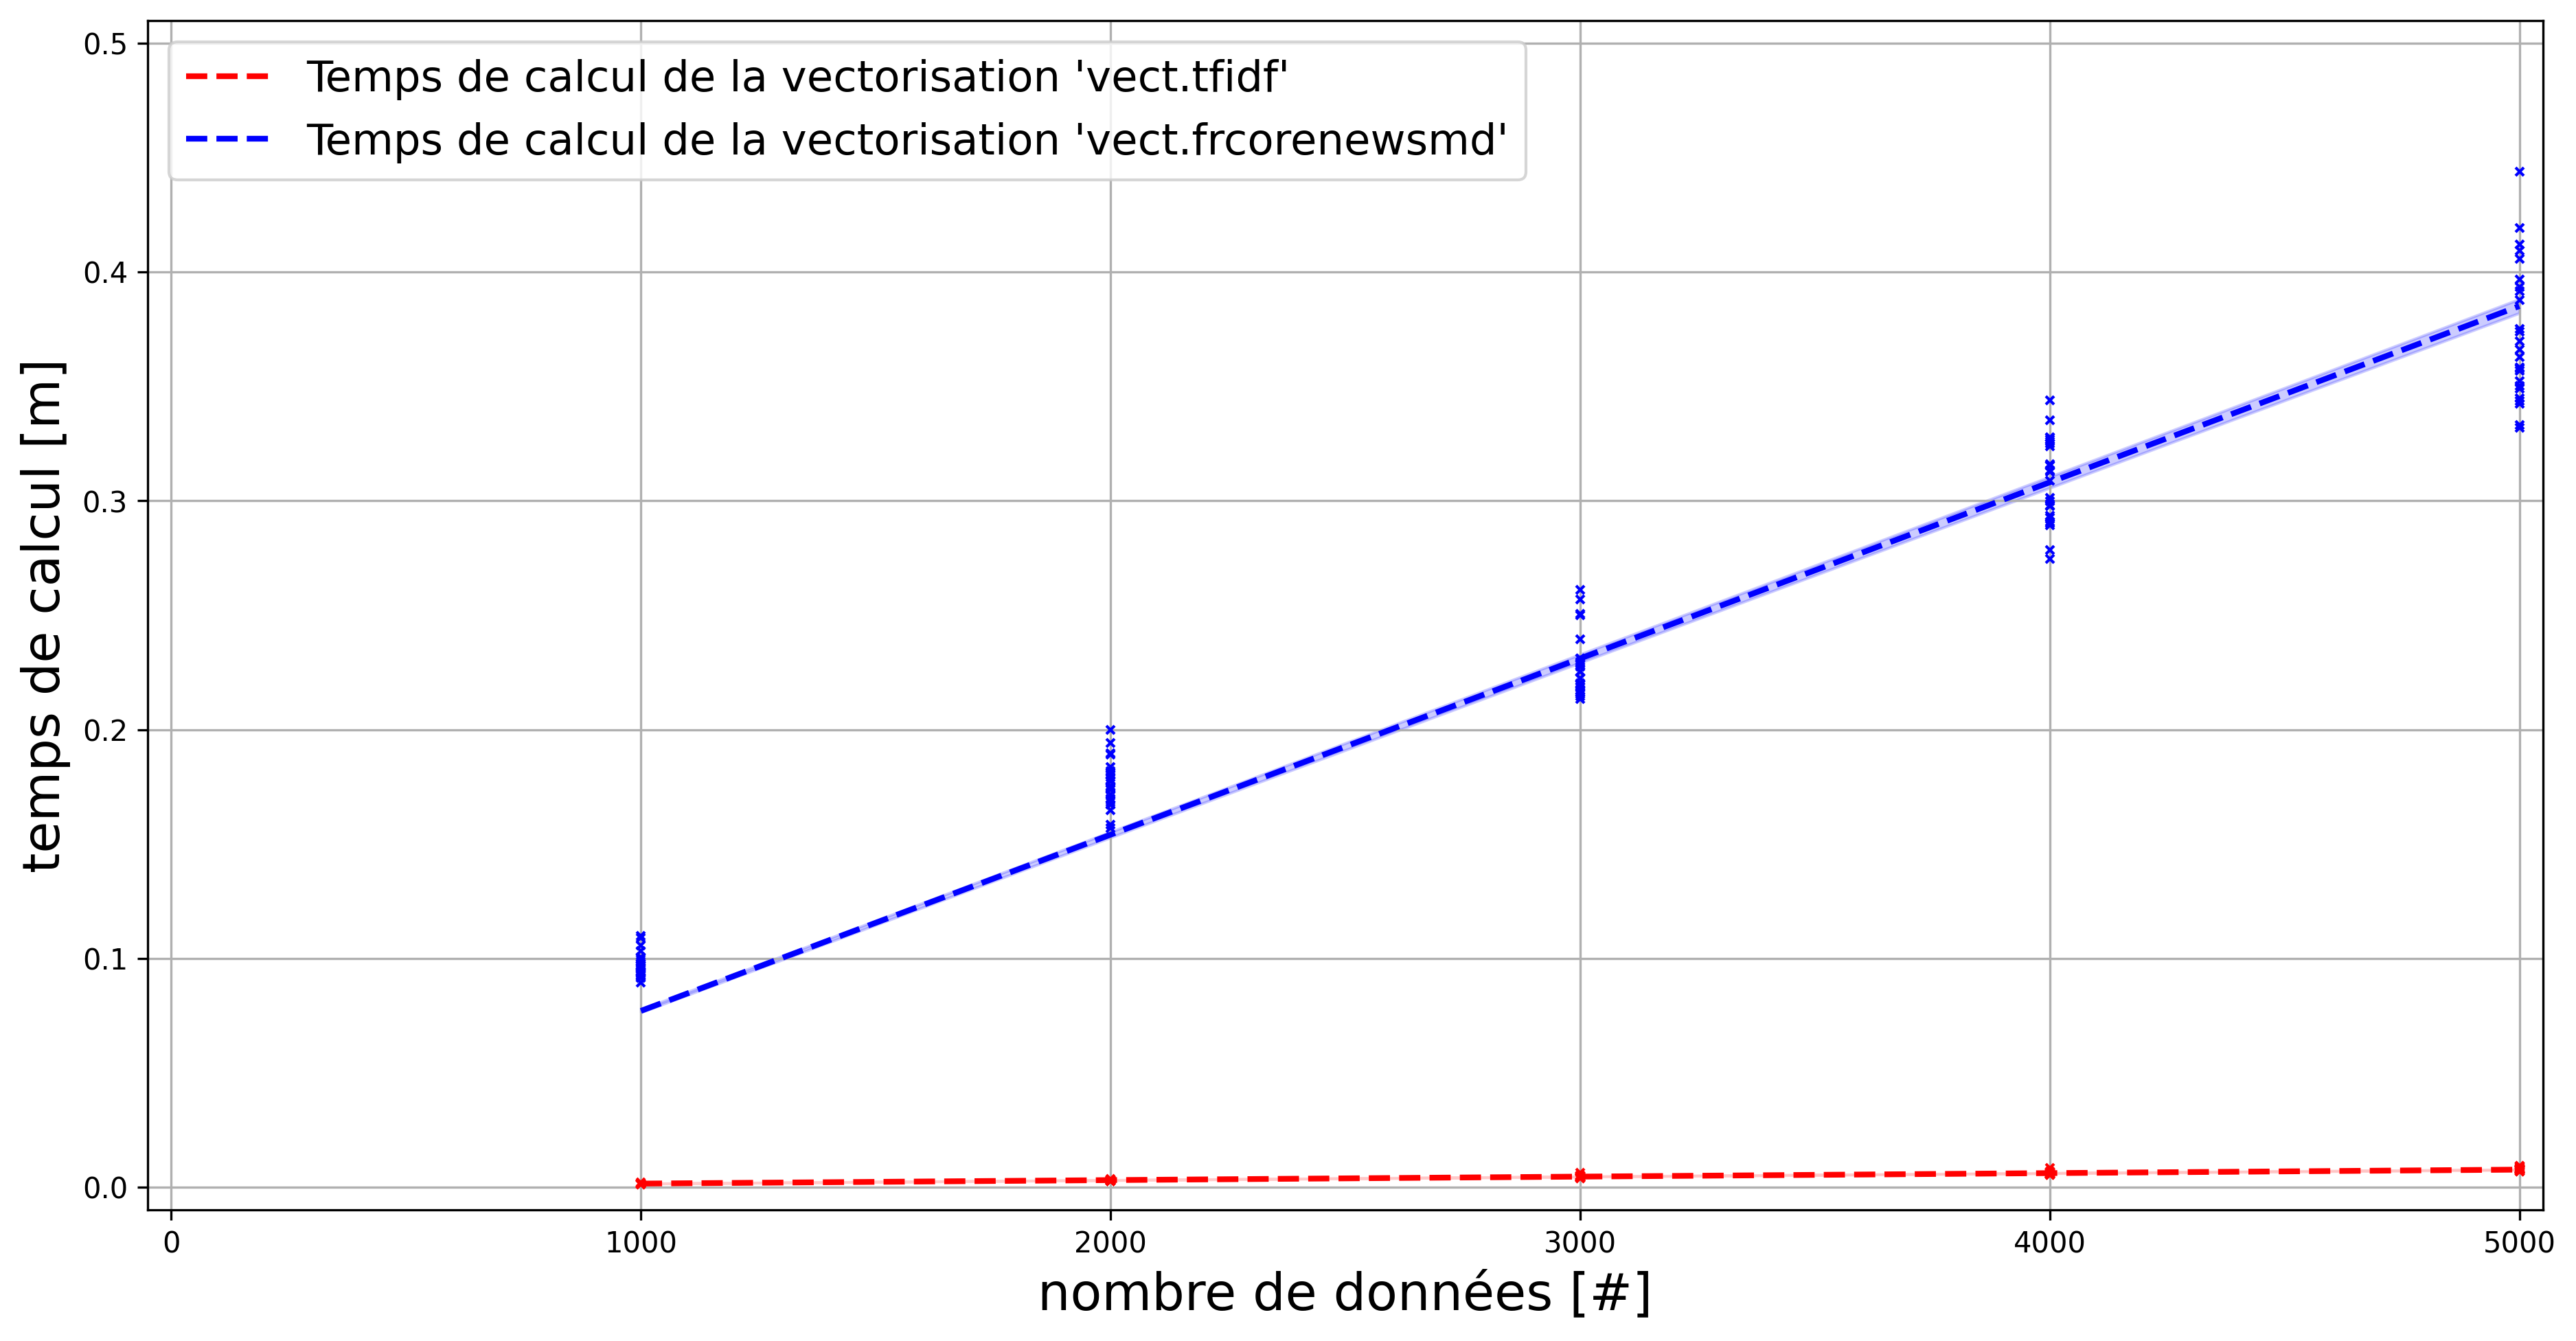 Temps de calcul de la vectorisation 'vect.tfidf'
Temps de calcul de la vectorisation 'vect.frcorenewsmd'
temps de calcul [m]
0.5
0.4
0.3
0.2
0.1
0.0
0 1000 2000 3000 4000 5000
nombre de données [#]